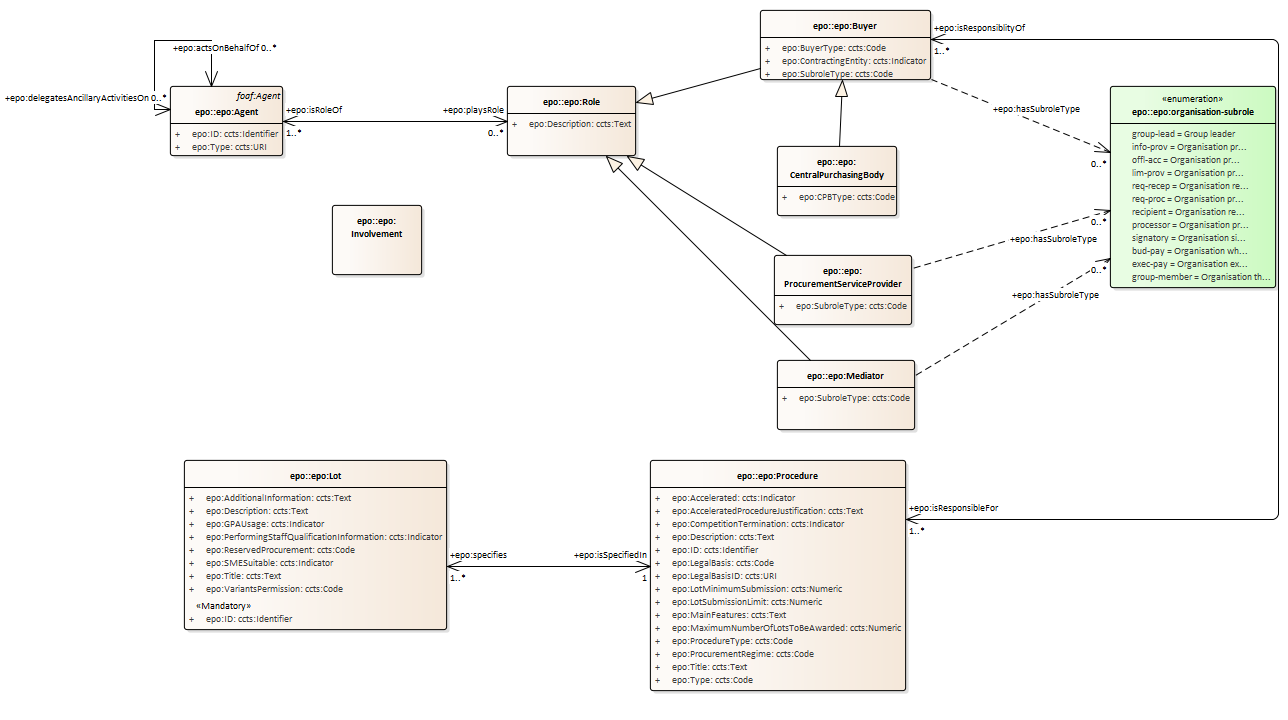 +epo:actsOnBehalfOf 0..*
+epo:delegatesAncillaryActivitiesOn 0..*
foaf:Agent
epo::epo:Agent
+ epo:ID: ccts:Identifier
+ epo:Type: ccts:URI
+epo:isRoleOf
1..*
+epo:playsRole
0..*
epo::epo:Role
+ epo:Description: ccts:Text
epo::epo:Buyer
+ epo:BuyerType: ccts:Code
+ epo:ContractingEntity: ccts:Indicator
+ epo:SubroleType: ccts:Code
+epo:isResponsiblityOf
1..*
+epo:hasSubroleType
0..*
«enumeration»
epo::epo:organisation-subrole
group-lead = Group leader
info-prov = Organisation pr...
offl-acc = Organisation pr...
lim-prov = Organisation pr...
req-recep = Organisation re...
req-proc = Organisation pr...
recipient = Organisation re...
processor = Organisation pr...
signatory = Organisation si...
bud-pay = Organisation wh...
exec-pay = Organisation ex...
group-member = Organisation th...
epo::epo:
CentralPurchasingBody
+ epo:CPBType: ccts:Code
epo::epo:
Involvement
epo::epo:
ProcurementServiceProvider
+ epo:SubroleType: ccts:Code
+epo:hasSubroleType
0..*
epo::epo:Mediator
+ epo:SubroleType: ccts:Code
+epo:hasSubroleType
0..*
epo::epo:Lot
+ epo:AdditionalInformation: ccts:Text
+ epo:Description: ccts:Text
+ epo:GPAUsage: ccts:Indicator
+ epo:PerformingStaffQualificationInformation: ccts:Indicator
+ epo:ReservedProcurement: ccts:Code
+ epo:SMESuitable: ccts:Indicator
+ epo:Title: ccts:Text
+ epo:VariantsPermission: ccts:Code
«Mandatory»
+ epo:ID: ccts:Identifier
+epo:specifies
1..*
+epo:isSpecifiedIn
1
epo::epo:Procedure
+ epo:Accelerated: ccts:Indicator
+ epo:AcceleratedProcedureJustification: ccts:Text
+ epo:CompetitionTermination: ccts:Indicator
+ epo:Description: ccts:Text
+ epo:ID: ccts:Identifier
+ epo:LegalBasis: ccts:Code
+ epo:LegalBasisID: ccts:URI
+ epo:LotMinimumSubmission: ccts:Numeric
+ epo:LotSubmissionLimit: ccts:Numeric
+ epo:MainFeatures: ccts:Text
+ epo:MaximumNumberOfLotsToBeAwarded: ccts:Numeric
+ epo:ProcedureType: ccts:Code
+ epo:ProcurementRegime: ccts:Code
+ epo:Title: ccts:Text
+ epo:Type: ccts:Code
+epo:isResponsibleFor
1..*